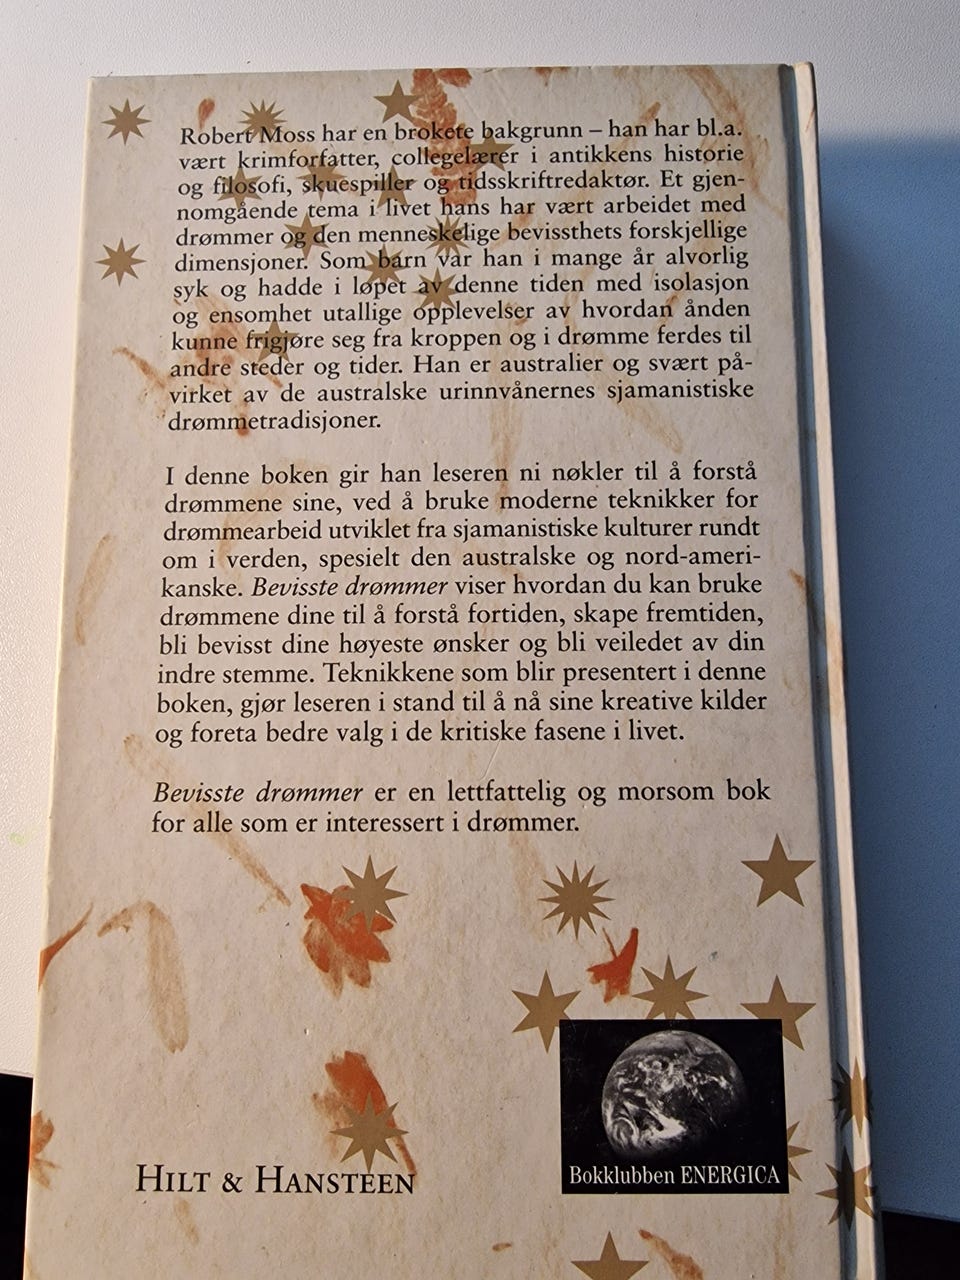 Robert Moss har en brokete bakgrunn – han har bl.a.
vært krimforfatter, collegelærer i antikkens historie
og filosofi, skuespiller og tidsskriftredaktør. Et gjen-
nomgående tema i livet hans har vært arbeidet med
drømmer og den menneskelige bevissthets forskjellige
dimensjoner. Som barn var han i mange år alvorlig
syk og hadde i løpet av denne tiden med isolasjon
og ensomhet utallige opplevelser av hvordan ånden
kunne frigjøre seg fra kroppen og i drømme ferdes til
andre steder og tider. Han er australier og svært på-
virket av de australske urinnvånernes sjamanistiske
drømmetradisjoner.
I denne boken gir han leseren ni nøkler til å forstå
drømmene sine, ved å bruke moderne teknikker for
drømmearbeid utviklet fra sjamanistiske kulturer rundt
om i verden, spesielt den australske og nord-ameri-
kanske. Bevisste drømmer viser hvordan du kan bruke
drømmene dine til å forstå fortiden, skape fremtiden,
bli bevisst dine høyeste ønsker og bli veiledet av din
indre stemme. Teknikkene som blir presentert i denne
boken, gjør leseren i stand til å nå sine kreative kilder
og foreta bedre valg i de kritiske fasene i livet.
Bevisste drømmer er en lettfattelig og morsom bok
for alle som er interessert i drømmer.
HILT & HANSTEEN
Bokklubben ENERGICA